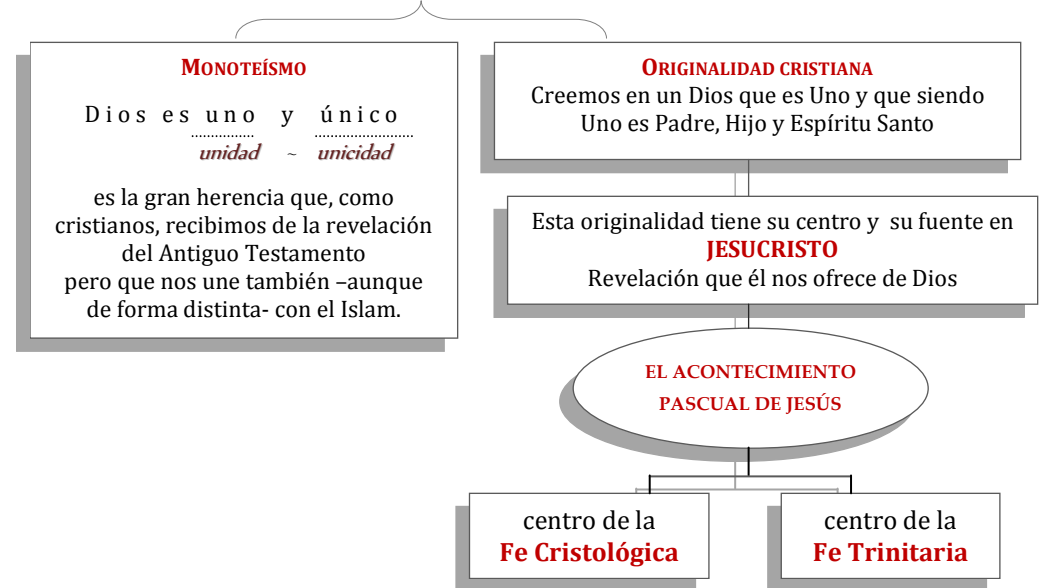 MONOTEÍSMO
Dios es uno y único
unidad ~ unicidad
es la gran herencia que, como
cristianos, recibimos de la revelación
del Antiguo Testamento
pero que nos une también –aunque
de forma distinta- con el Islam.
ORIGINALIDAD CRISTIANA
Creemos en un Dios que es Uno y que siendo
Uno es Padre, Hijo y Espíritu Santo
Esta originalidad tiene su centro y su fuente en
JESUCRISTO
Revelación que él nos ofrece de Dios
EL ACONTECIMIENTO
PASCUAL DE JESÚS
centro de la
Fe Cristológica
centro de la
Fe Trinitaria